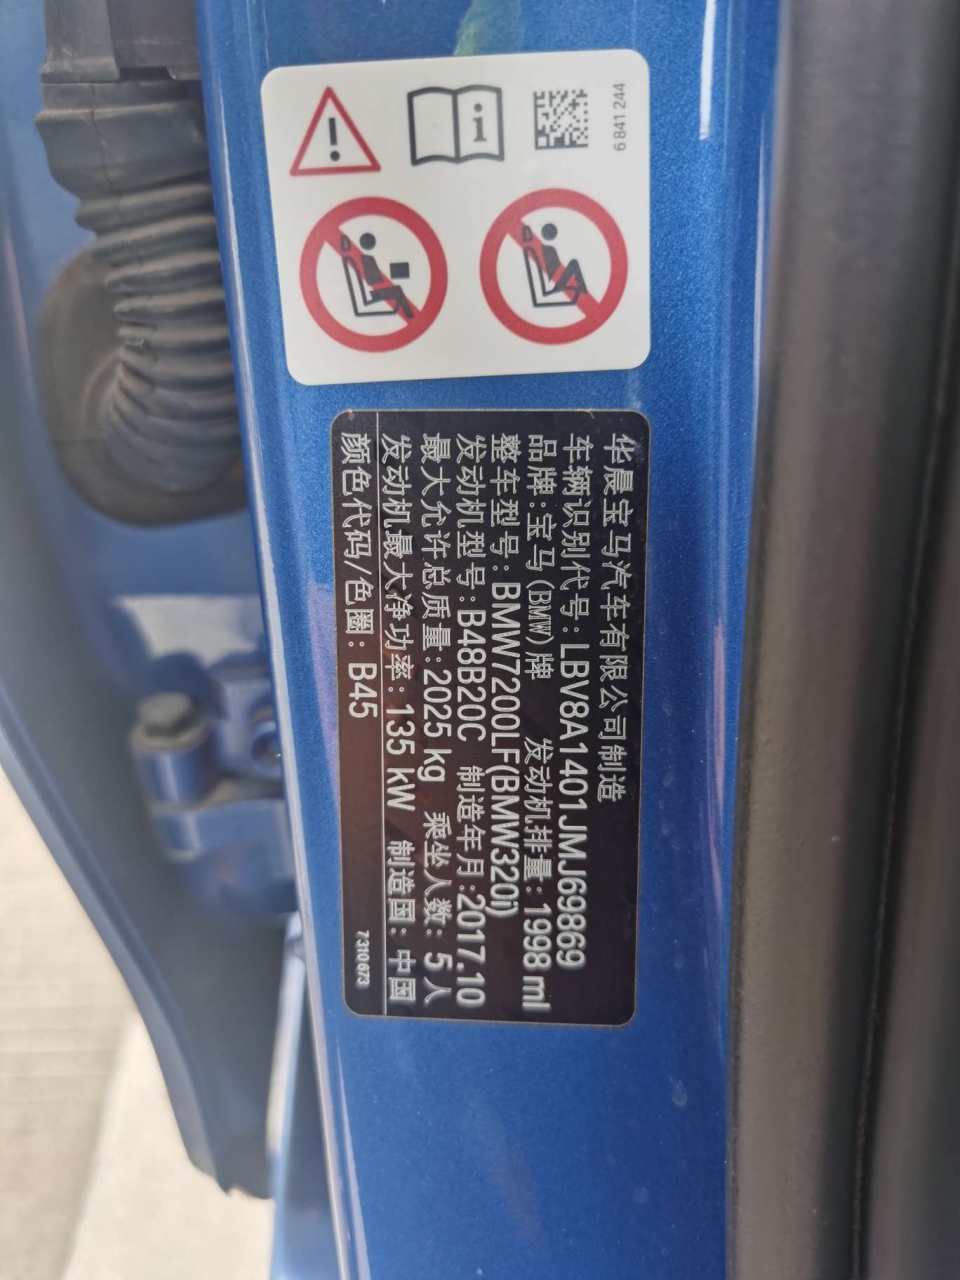 6 841 244
华晨宝马汽车有限公司制造
车辆识别代号:LBV8A1401JMJ69869
品牌:宝马(BMW)牌 发动机排量:1998 ml
整车型号:BMW7200LF(BMW320i)
发动机型号:B48B20C 制造年月:2017.10
最大允许总质量:2025 kg 乘坐人数: 5人
发动机最大净功率:135 kW 制造国:中国
颜色代码/色圈: B45
7310673